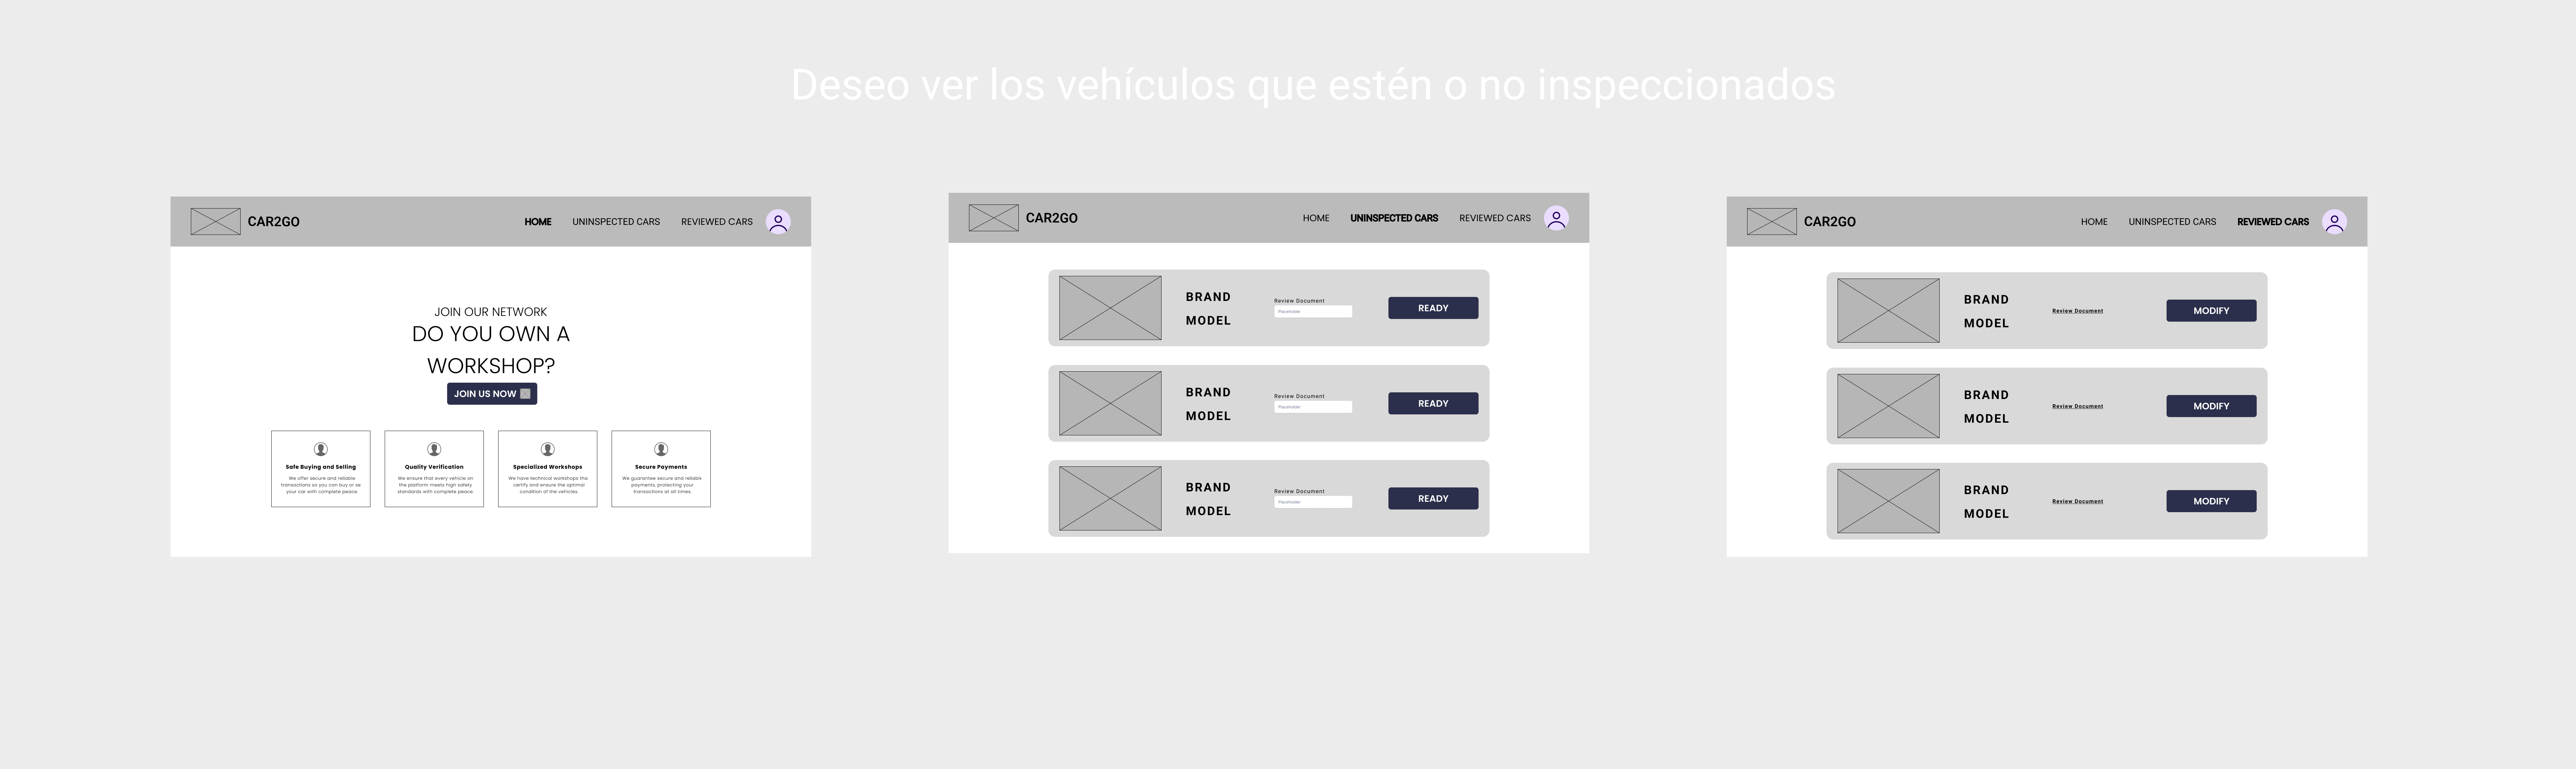 Deseo ver los vehículos que estén o no inspeccionados
CAR2GO
HOME UNINSPECTED CARS REVIEWED CARS
JOIN OUR NETWORK
DO YOU OWN A
WORKSHOP?
JOIN US NOW
Safe Buying and Selling
We offer secure and reliable
transactions so you can buy or se
your car with complete peace.
Quality Verification
We ensure that every vehicle on
the platform meets high safety
standards with complete peace.
Specialized Workshops
We have technical workshops tha
certify and ensure the optimal
condition of the vehicles.
Secure Payments
We guarantee secure and reliable
payments, protecting your
transactions at all times.
CAR2GO
HOME UNINSPECTED CARS REVIEWED CARS
BRAND
MODEL
Review Document
Placeholder
READY
BRAND
MODEL
Review Document
Placeholder
READY
BRAND
MODEL
Review Document
Placeholder
READY
CAR2GO
HOME UNINSPECTED CARS REVIEWED CARS
BRAND
MODEL
Review Document
MODIFY
BRAND
MODEL
Review Document
MODIFY
BRAND
MODEL
Review Document
MODIFY